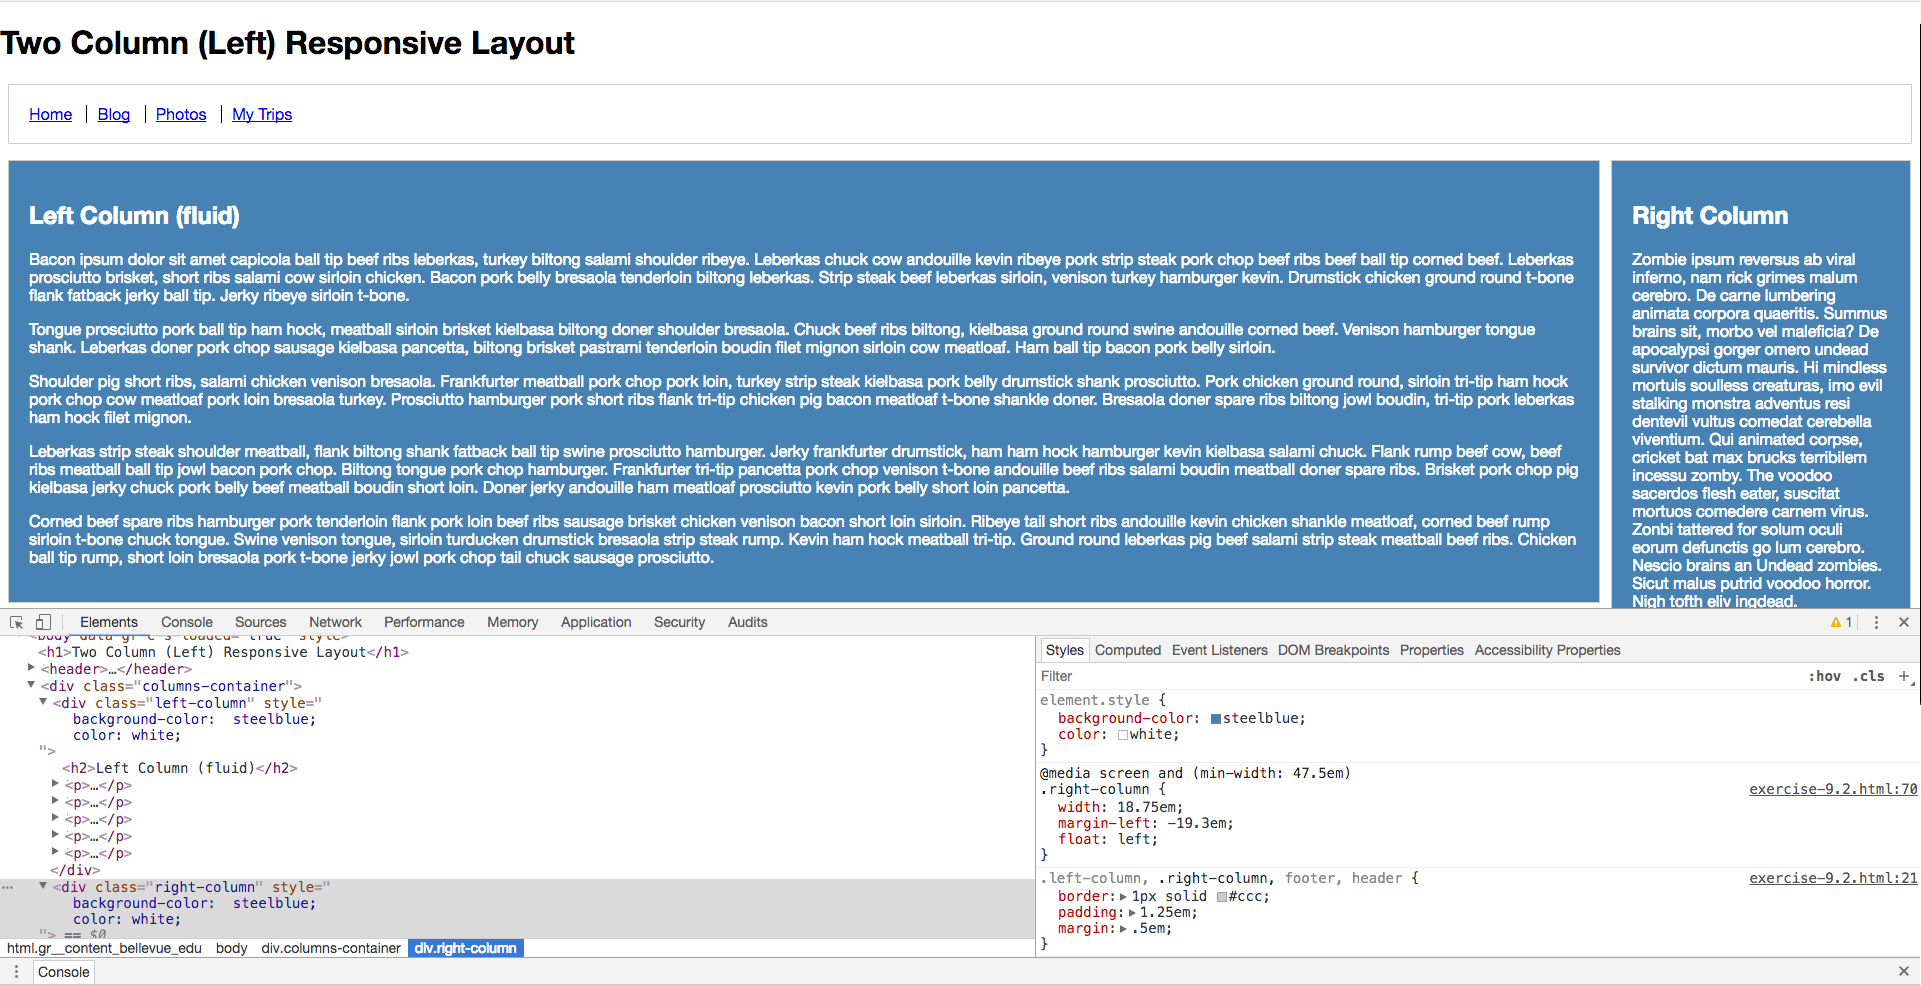 Two Column (Left) Responsive Layout
Home
Blog
Photos
My Trips
Left Column (fluid)
Bacon ipsum dolor sit amet capicola ball tip beef ribs leberkas, turkey biltong salami shoulder ribeye. Leberkas chuck cow andouille kevin ribeye pork strip steak pork chop beef ribs beef ball tip corned beef. Leberkas
prosciutto brisket, short ribs salami cow sirloin chicken. Bacon pork belly bresaola tenderloin biltong leberkas. Strip steak beef leberkas sirloin, venison turkey hamburger kevin. Drumstick chicken ground round t-bone
flank fatback jerky ball tip. Jerky ribeye sirloin t-bone.
Tongue prosciutto pork ball tip ham hock, meatball sirloin brisket kielbasa biltong doner shoulder bresaola. Chuck beef ribs biltong, kielbasa ground round swine andouille corned beef. Venison hamburger tongue
shank. Leberkas doner pork chop sausage kielbasa pancetta, biltong brisket pastrami tenderloin boudin filet mignon sirloin cow meatloaf. Ham ball tip bacon pork belly sirloin.
Shoulder pig short ribs, salami chicken venison bresaola. Frankfurter meatball pork chop pork loin, turkey strip steak kielbasa pork belly drumstick shank prosciutto. Pork chicken ground round, sirloin tri-tip ham hock
pork chop cow meatloaf pork loin bresaola turkey. Prosciutto hamburger pork short ribs flank tri-tip chicken pig bacon meatloaf t-bone shankle doner. Bresaola doner spare ribs biltong jowl boudin, tri-tip pork leberkas
ham hock filet mignon.
Leberkas strip steak shoulder meatball, flank biltong shank fatback ball tip swine prosciutto hamburger. Jerky frankfurter drumstick, ham ham hock hamburger kevin kielbasa salami chuck. Flank rump beef cow, beef
ribs meatball ball tip jowl bacon pork chop. Biltong tongue pork chop hamburger. Frankfurter tri-tip pancetta pork chop venison t-bone andouille beef ribs salami boudin meatball doner spare ribs. Brisket pork chop pig
kielbasa jerky chuck pork belly beef meatball boudin short loin. Doner jerky andouille ham meatloaf prosciutto kevin pork belly short loin pancetta.
Corned beef spare ribs hamburger pork tenderloin flank pork loin beef ribs sausage brisket chicken venison bacon short loin sirloin. Ribeye tail short ribs andouille kevin chicken shankle meatloaf, corned beef rump
sirloin t-bone chuck tongue. Swine venison tongue, sirloin turducken drumstick bresaola strip steak rump. Kevin ham hock meatball tri-tip. Ground round leberkas pig beef salami strip steak meatball beef ribs. Chicken
ball tip rump, short loin bresaola pork t-bone jerky jowl pork chop tail chuck sausage prosciutto.
Right Column
Zombie ipsum reversus ab viral
inferno, nam rick grimes malum
cerebro. De carne lumbering
animata corpora quaeritis. Summus
brains sit, morbo vel maleficia? De
apocalypsi gorger omero undead
survivor dictum mauris. Hi mindless
mortuis soulless creaturas, imo evil
stalking monstra adventus resi
dentevil vultus comedat cerebella
viventium. Qui animated corpse,
cricket bat max brucks terribilem
incessu zomby. The voodoo
sacerdos flesh eater, suscitat
mortuos comedere carnem virus.
Zonbi tattered for solum oculi
eorum defunctis go lum cerebro.
Nescio brains an Undead zombies.
Sicut malus putrid voodoo horror.
Nigh tofth eliv ingdead.
Elements Console Sources Network Performance Memory Application Security Audits
1
<body data-gr-c-s-loaded="true" style>
<h1>Two Column (Left) Responsive Layout</h1>
<header>…</header>
<div class="columns-container">
<div class="left-column" style="
background-color: steelblue;
color: white;
">
<h2>Left Column (fluid)</h2>
<p>…</p>
<p>…</p>
<p>…</p>
<p>…</p>
<p>…</p>
</div>
<div class="right-column" style="
background-color: steelblue;
color: white;
"> == $0
html.gr__content_bellevue_edu body div.columns-container div.right-column
Styles Computed Event Listeners DOM Breakpoints Properties Accessibility Properties
Filter :hov .cls +
element.style {
background-color: steelblue;
color: white;
}
@media screen and (min-width: 47.5em)
.right-column { exercise-9.2.html:70
width: 18.75em;
margin-left: -19.3em;
float: left;
}
.left-column, .right-column, footer, header { exercise-9.2.html:21
border: 1px solid #ccc;
padding: 1.25em;
margin: .5em;
}
Console